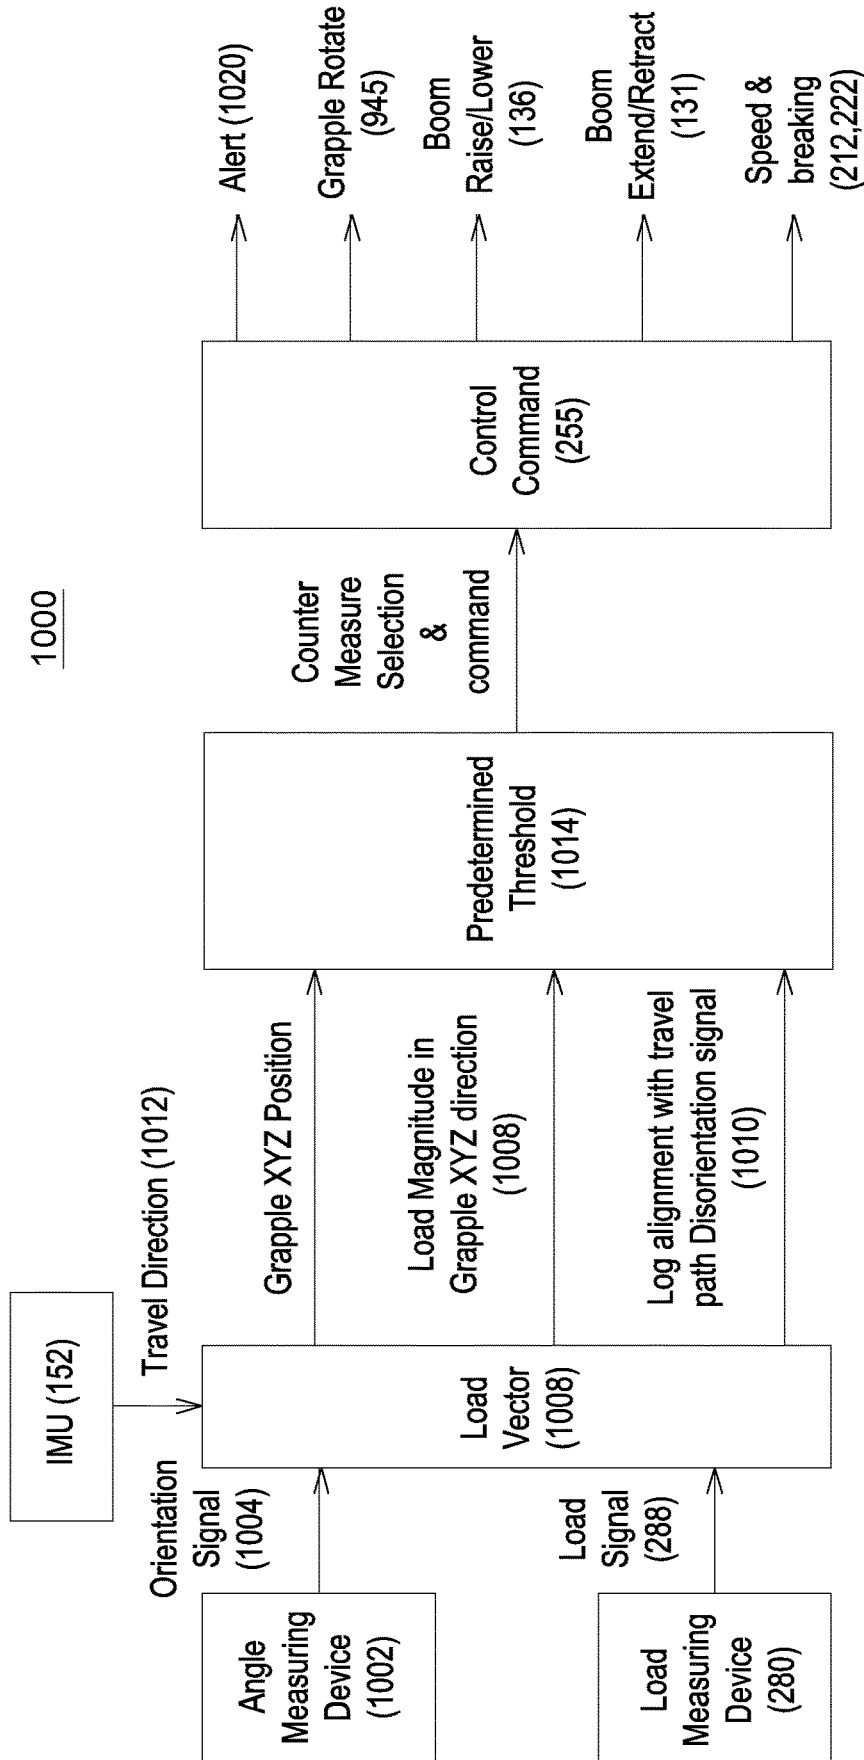 1000
IMU (152)
Travel Direction (1012)
Orientation
Signal
(1004)
Angle
Measuring
Device
(1002)
Load
Signal
(288)
Load
Measuring
Device
(280)
Load
Vector
(1008)
Grapple XYZ Position
Load Magnitude in
Grapple XYZ direction
(1008)
Log alignment with travel
path Disorientation signal
(1010)
Predetermined
Threshold
(1014)
Counter
Measure
Selection
&
command
Control
Command
(255)
Alert (1020)
Grapple Rotate
(945)
Boom
Raise/Lower
(136)
Boom
Extend/Retract
(131)
Speed &
breaking
(212,222)